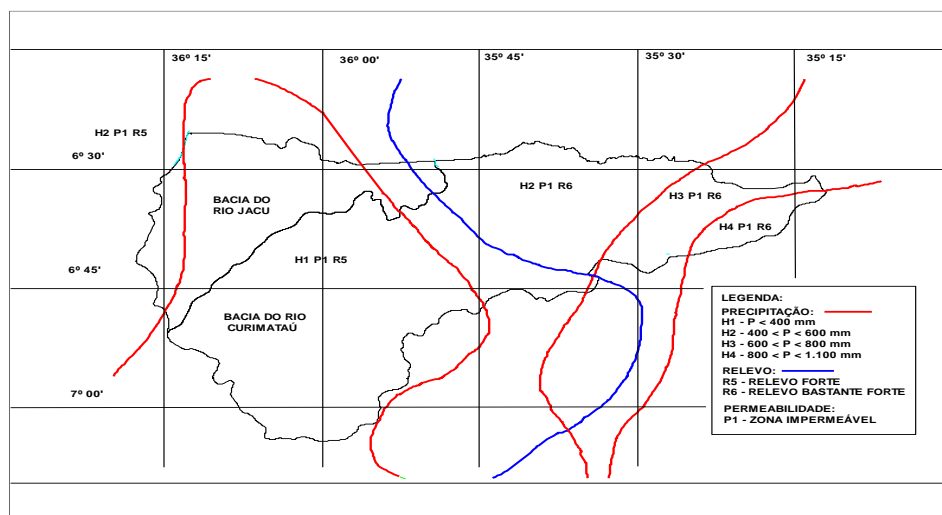 36º 15'
36º 00'
35º 45'
35º 30'
35º 15'
H2 P1 R5
6º 30'
H2 P1 R6
H3 P1 R6
BACIA DO
RIO JACU
H4 P1 R6
H1 P1 R5
6º 45'
BACIA DO RIO
CURIMATAÚ
7º 00'
LEGENDA:
PRECIPITAÇÃO:
H1 - P < 400 mm
H2 - 400 < P < 600 mm
H3 - 600 < P < 800 mm
H4 - 800 < P < 1.100 mm
RELEVO:
R5 - RELEVO FORTE
R6 - RELEVO BASTANTE FORTE
PERMEABILIDADE:
P1 - ZONA IMPERMEÁVEL